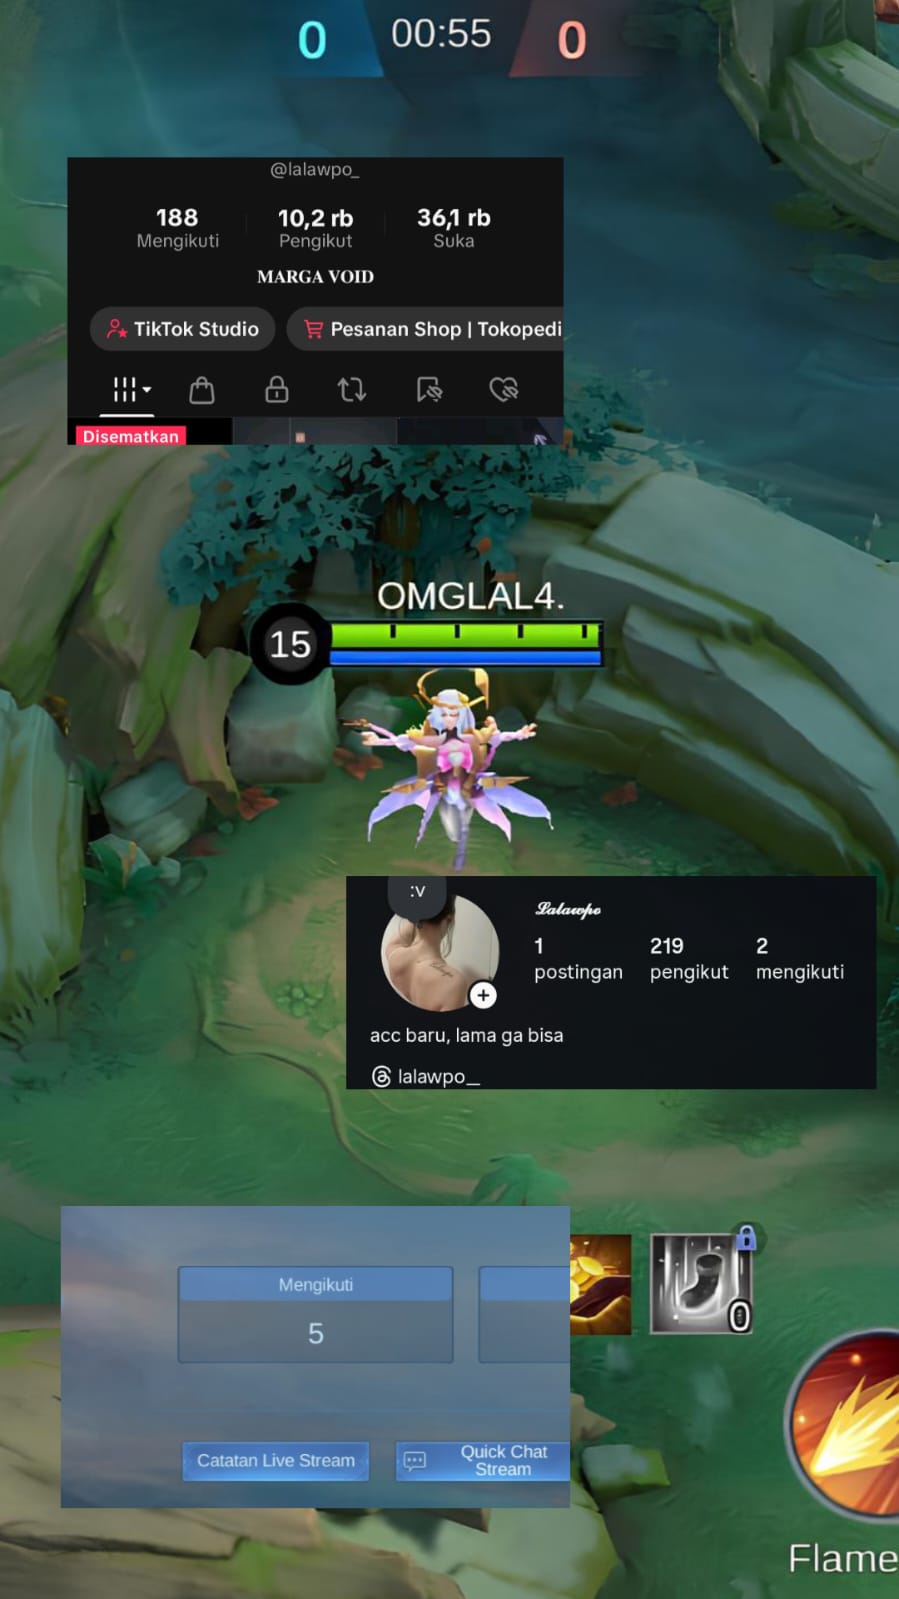 0 00:55 0
@lalawpo_
188 10,2 rb 36,1 rb
Mengikuti Pengikut Suka
MARGA VOID
TikTok Studio Pesanan Shop | Tokopedi
Disematkan
OMGLAL4.
15
:v
Lalawpo
1 219 2
postingan pengikut mengikuti
acc baru, lama ga bisa
lalawpo__
Mengikuti
5
0
Catatan Live Stream
Quick Chat
Stream
Flame